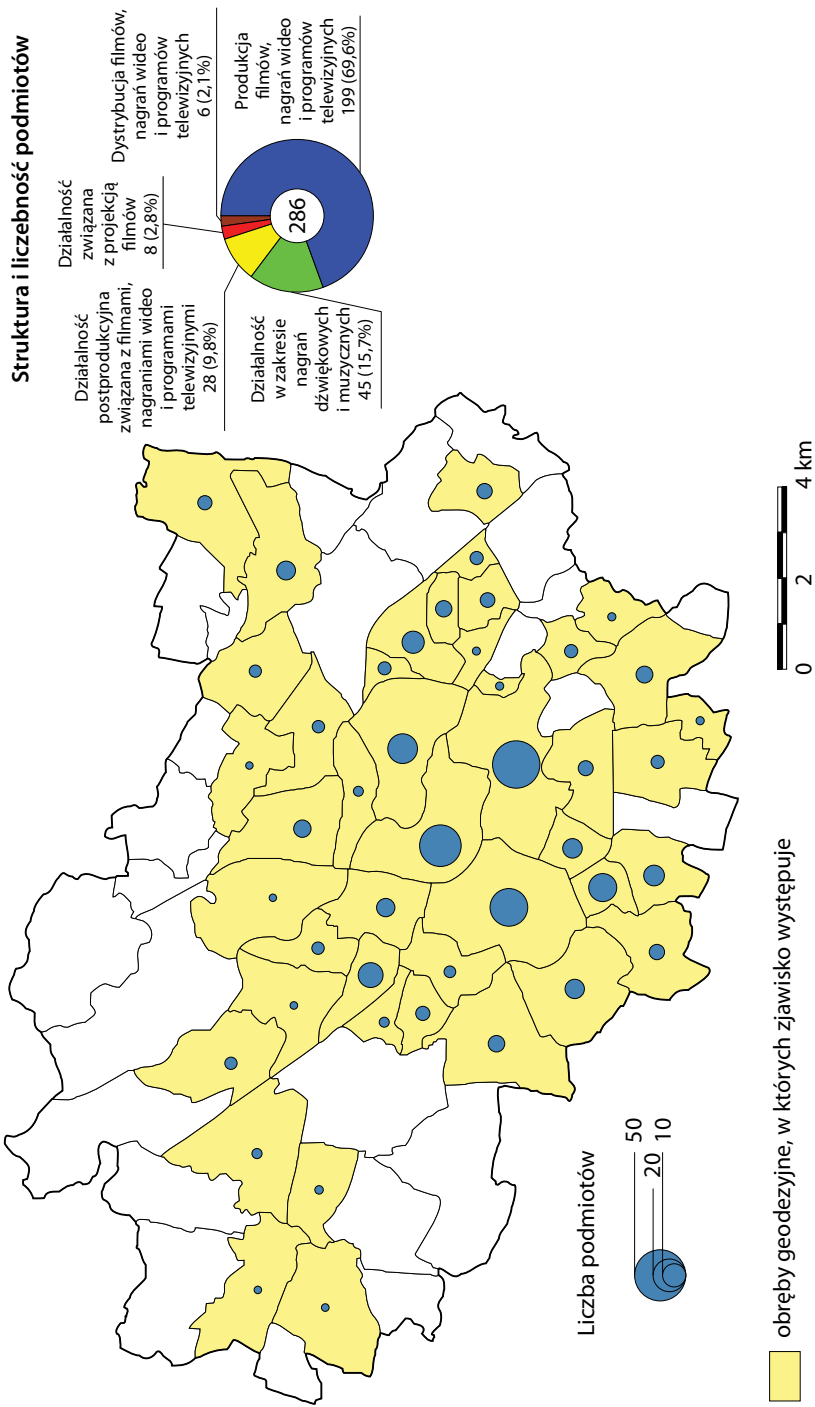 Struktura i liczebność podmiotów
Działalność
postprodukcyjna
związana z filmami,
nagraniami wideo
i programami
telewizyjnymi
28 (9,8%)
Działalność
związana
z projekcją
filmów
8 (2,8%)
Dystrybucja filmów,
nagrań wideo
i programów
telewizyjnych
6 (2,1%)
Działalność
w zakresie
nagrań
dźwiękowych
i muzycznych
45 (15,7%)
286
Produkcja
filmów,
nagrań wideo
i programów
telewizyjnych
199 (69,6%)
Liczba podmiotów
50
20
10
obręby geodezyjne, w których zjawisko występuje
0 2 4 km